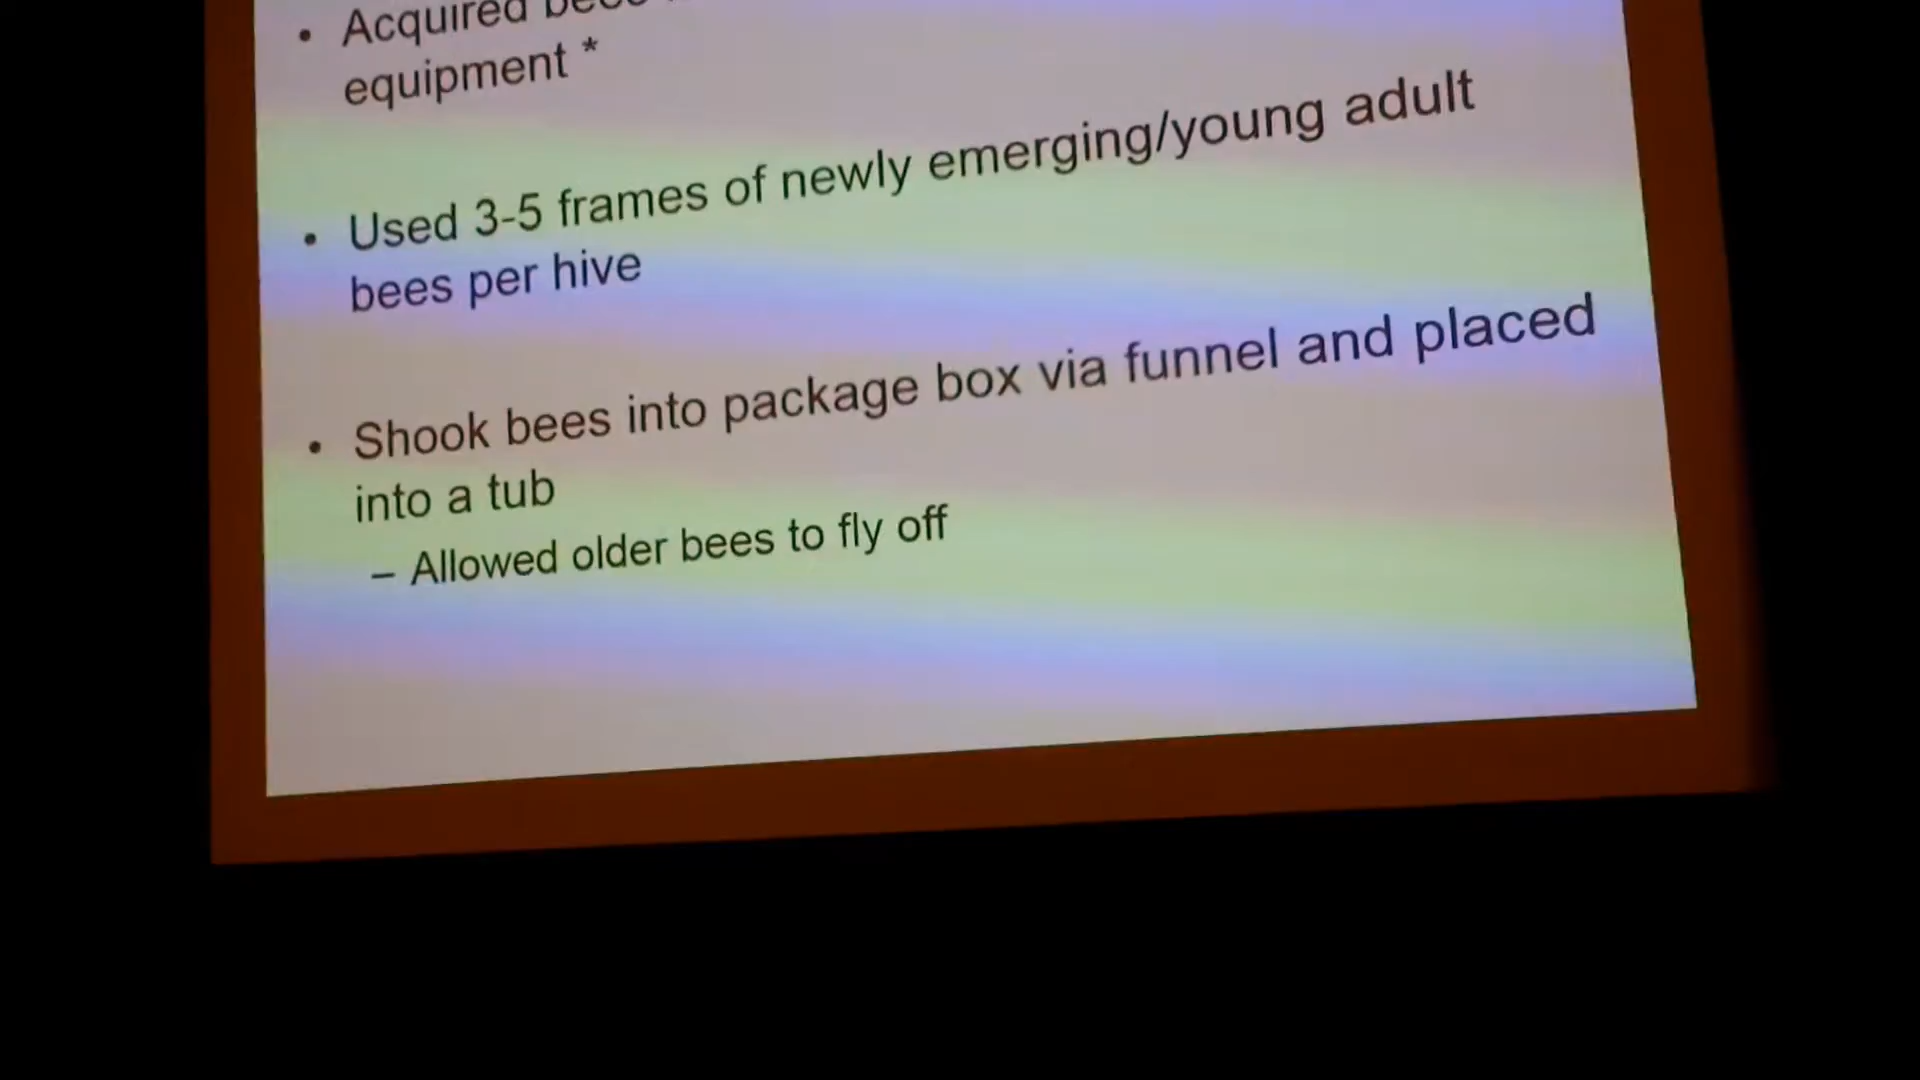 • Acquired
equipment *
• Used 3-5 frames of newly emerging/young adult
bees per hive
• Shook bees into package box via funnel and placed
into a tub
– Allowed older bees to fly off